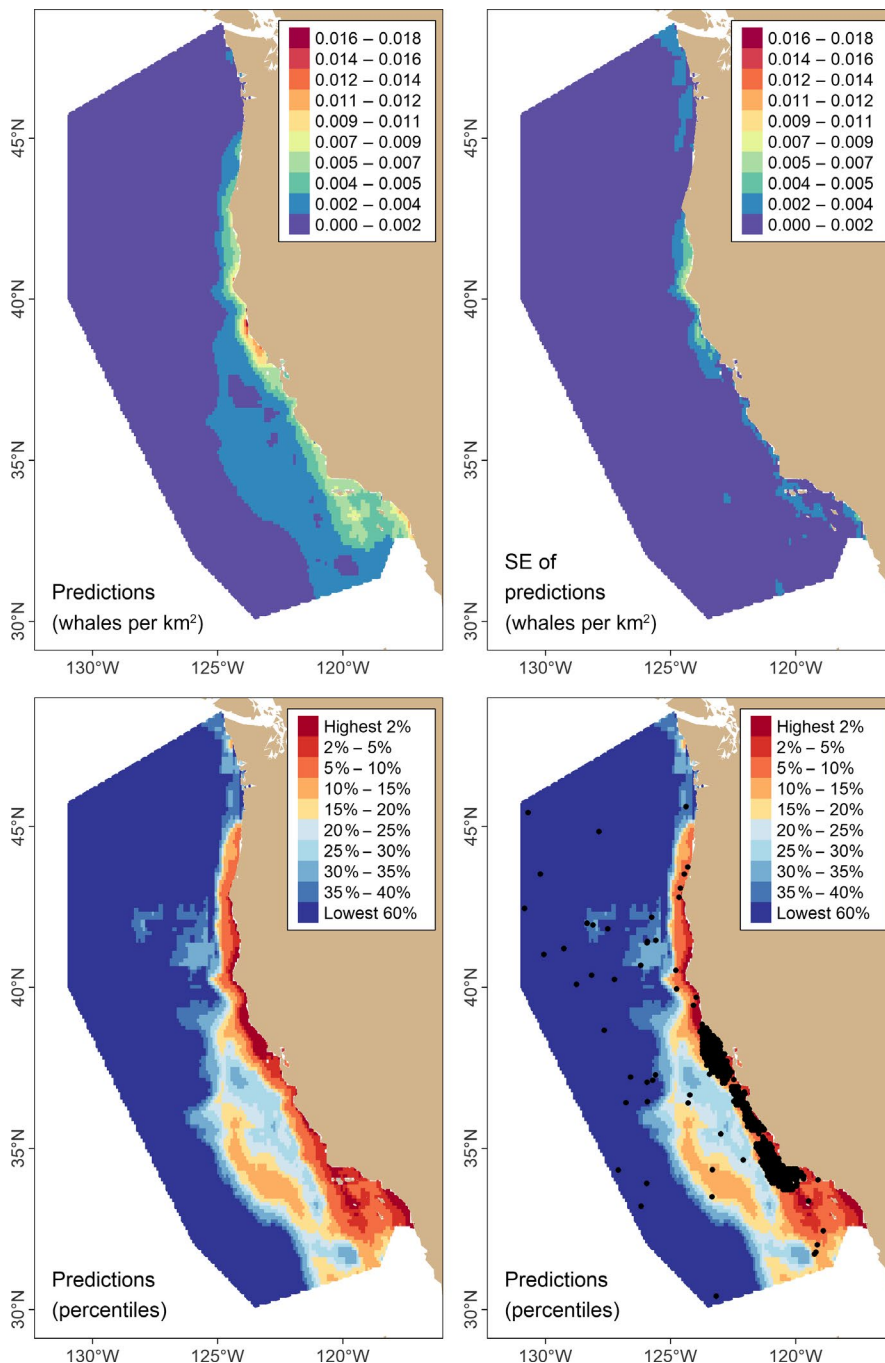 0.016 – 0.018
0.014 – 0.016
0.012 – 0.014
0.011 – 0.012
0.009 – 0.011
0.007 – 0.009
0.005 – 0.007
0.004 – 0.005
0.002 – 0.004
0.000 – 0.002
45°N
40°N
35°N
30°N
Predictions
(whales per km²)
130°W
125°W
120°W
0.016 – 0.018
0.014 – 0.016
0.012 – 0.014
0.011 – 0.012
0.009 – 0.011
0.007 – 0.009
0.005 – 0.007
0.004 – 0.005
0.002 – 0.004
0.000 – 0.002
45°N
40°N
35°N
30°N
SE of
predictions
(whales per km²)
130°W
125°W
120°W
Highest 2%
2% – 5%
5% – 10%
10% – 15%
15% – 20%
20% – 25%
25% – 30%
30% – 35%
35% – 40%
Lowest 60%
45°N
40°N
35°N
30°N
Predictions
(percentiles)
130°W
125°W
120°W
Highest 2%
2% – 5%
5% – 10%
10% – 15%
15% – 20%
20% – 25%
25% – 30%
30% – 35%
35% – 40%
Lowest 60%
45°N
40°N
35°N
30°N
Predictions
(percentiles)
130°W
125°W
120°W